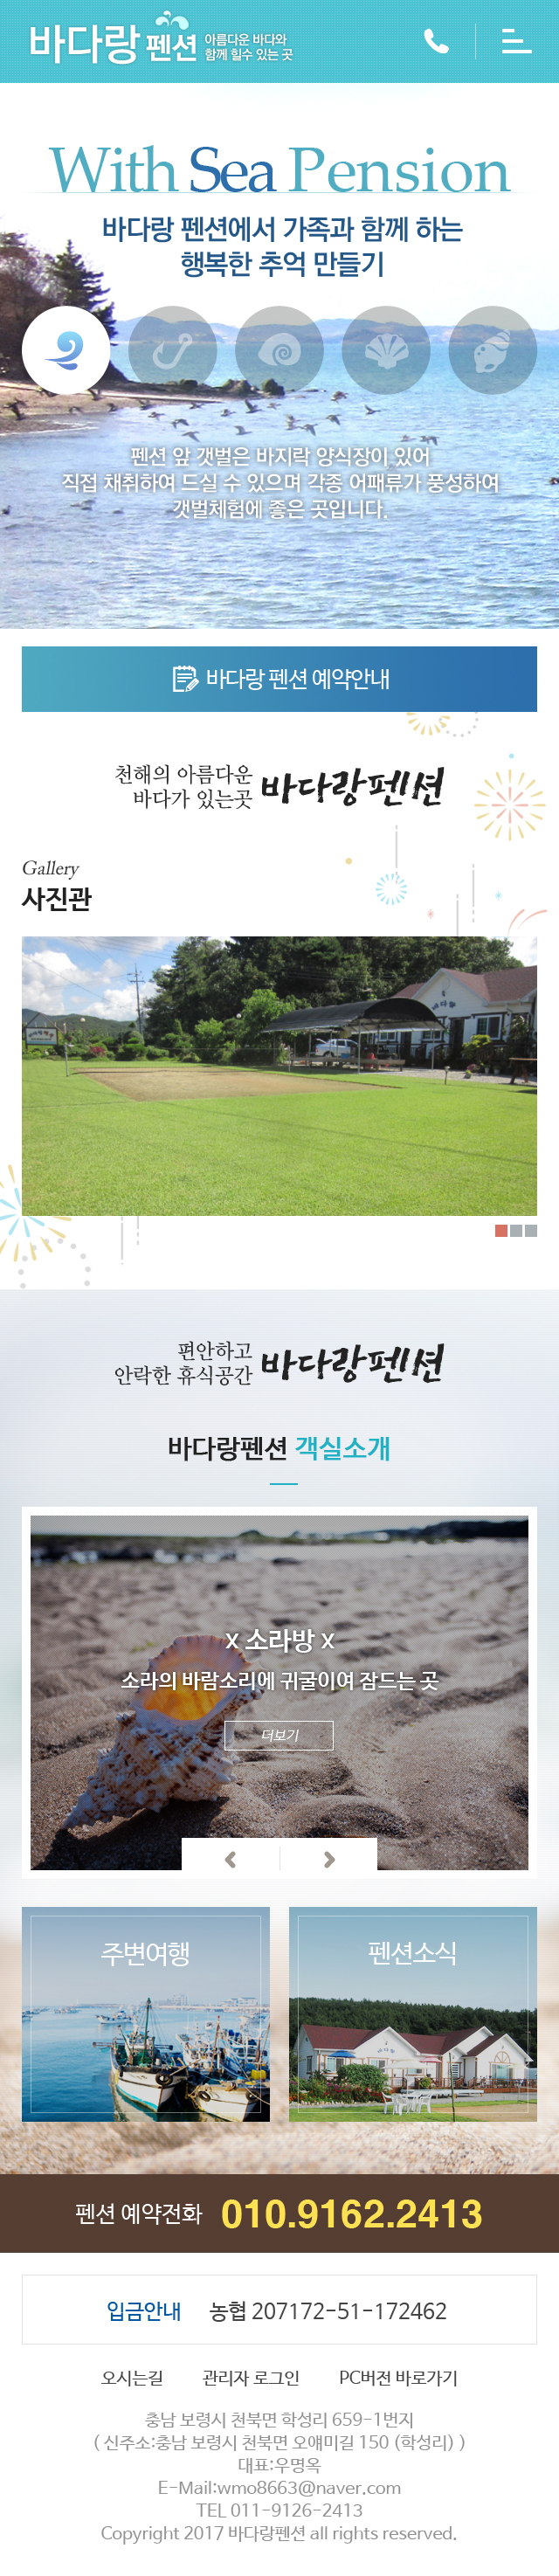 바다랑 펜션 아름다운 바다와
함께 힐수 있는 곳
With Sea Pension
바다랑 펜션에서 가족과 함께 하는
행복한 추억 만들기
펜션 앞 갯벌은 바지락 양식장이 있어
직접 채취하여 드실 수 있으며 각종 어패류가 풍성하여
갯벌체험에 좋은 곳입니다.
바다랑 펜션 예약안내
천해의 아름다운
바다가 있는곳
바다랑펜션
Gallery
사진관
편안하고
안락한 휴식공간
바다랑펜션
바다랑펜션 객실소개
x 소라방 x
소라의 바람소리에 귀굴이여 잠드는 곳
더보기
주변여행
펜션소식
펜션 예약전화 010.9162.2413
입금안내 농협 207172-51-172462
오시는길 관리자 로그인 PC버전 바로가기
충남 보령시 천북면 학성리 659-1번지
( 신주소:충남 보령시 천북면 오얘미길 150 (학성리) )
대표:우명옥
E-Mail:wmo8663@naver.com
TEL 011-9126-2413
Copyright 2017 바다랑펜션 all rights reserved.